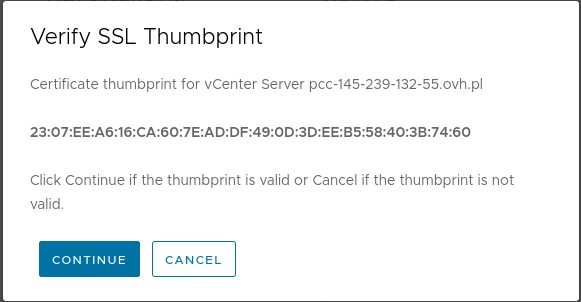 Verify SSL Thumbprint
Certificate thumbprint for vCenter Server pcc-145-239-132-55.ovh.pl
23:07:EE:A6:16:CA:60:7E:AD:DF:49:0D:3D:EE:B5:58:40:3B:74:60
Click Continue if the thumbprint is valid or Cancel if the thumbprint is not
valid.
CONTINUE
CANCEL